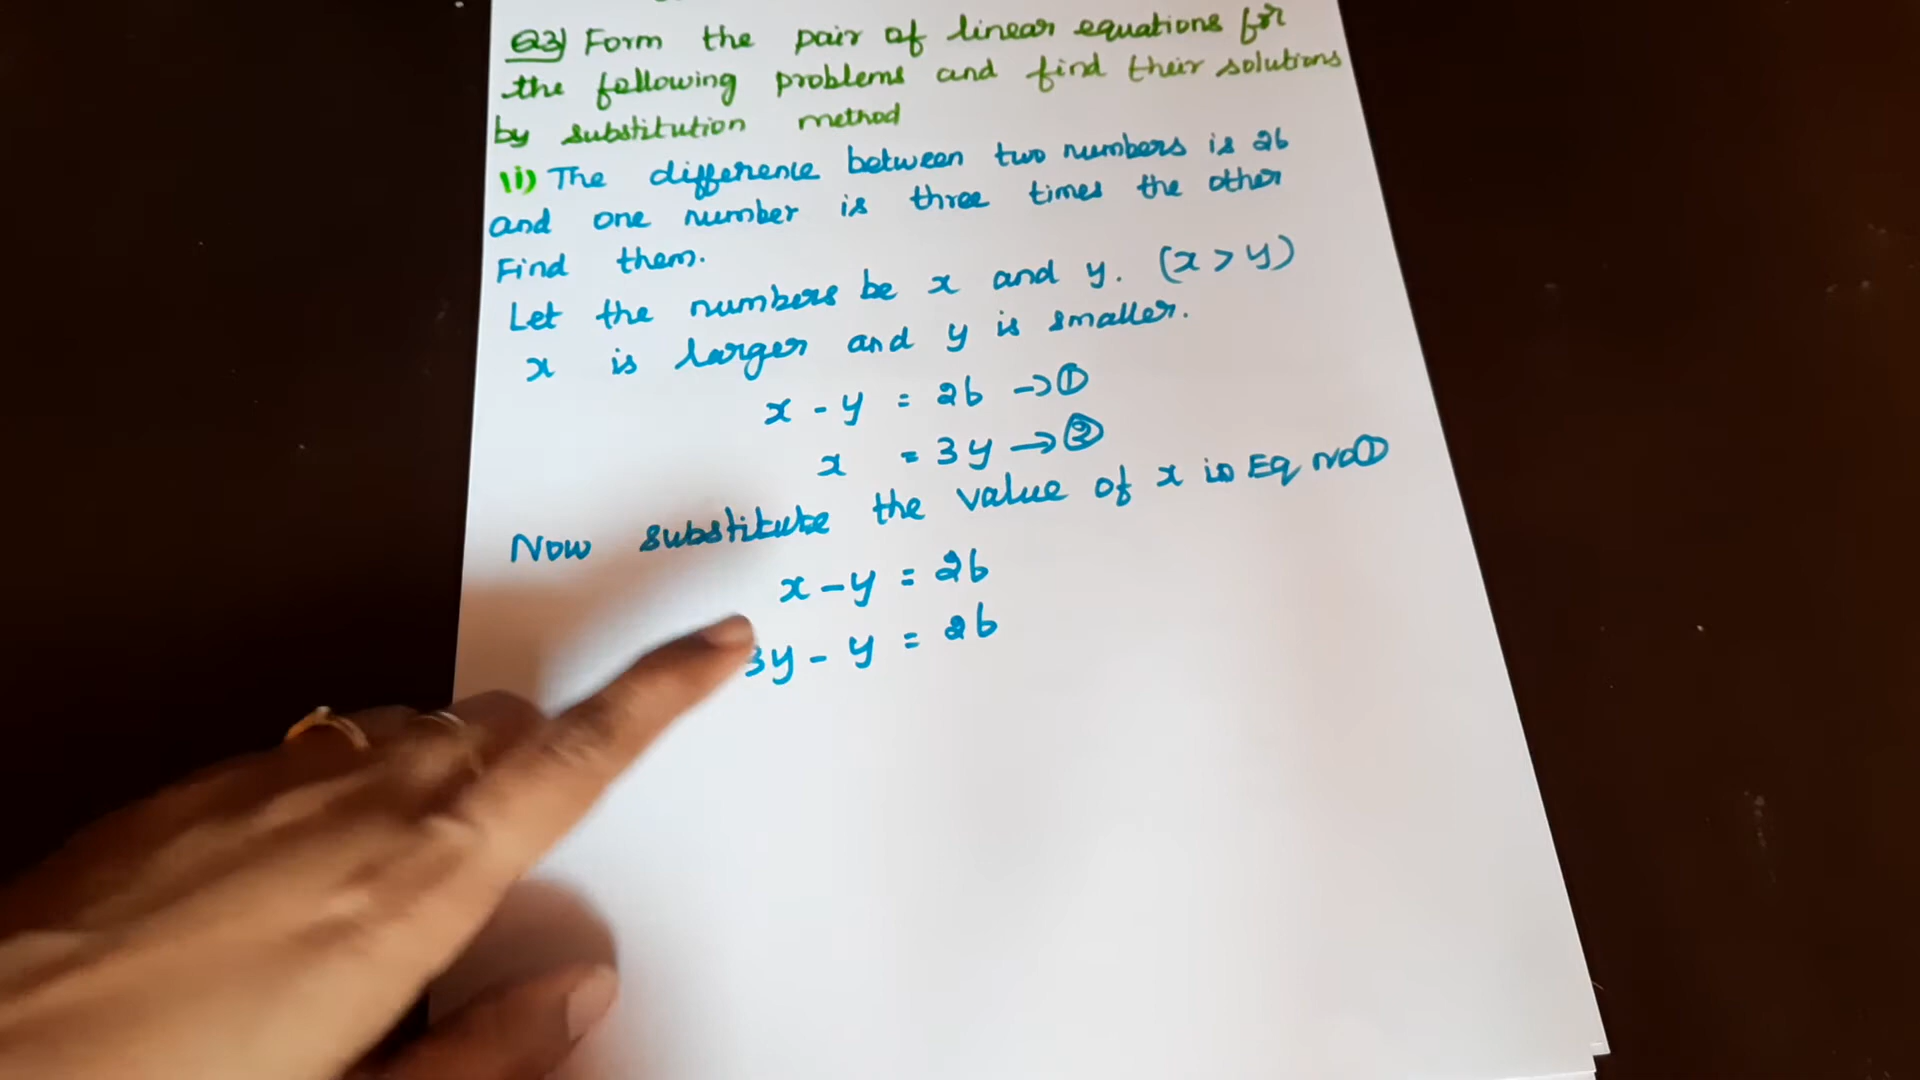 Q3) Form the pair of linear equations for
the following problems and find their solutions
by substitution method
(i) The difference between two numbers is 26
and one number is three times the other
Find them.
Let the numbers be x and y. (x > y)
x is larger and y is smaller.
x - y = 26 → ①
x = 3y → ②
Now substitute the value of x in Eq no ①
x - y = 26
3y - y = 26